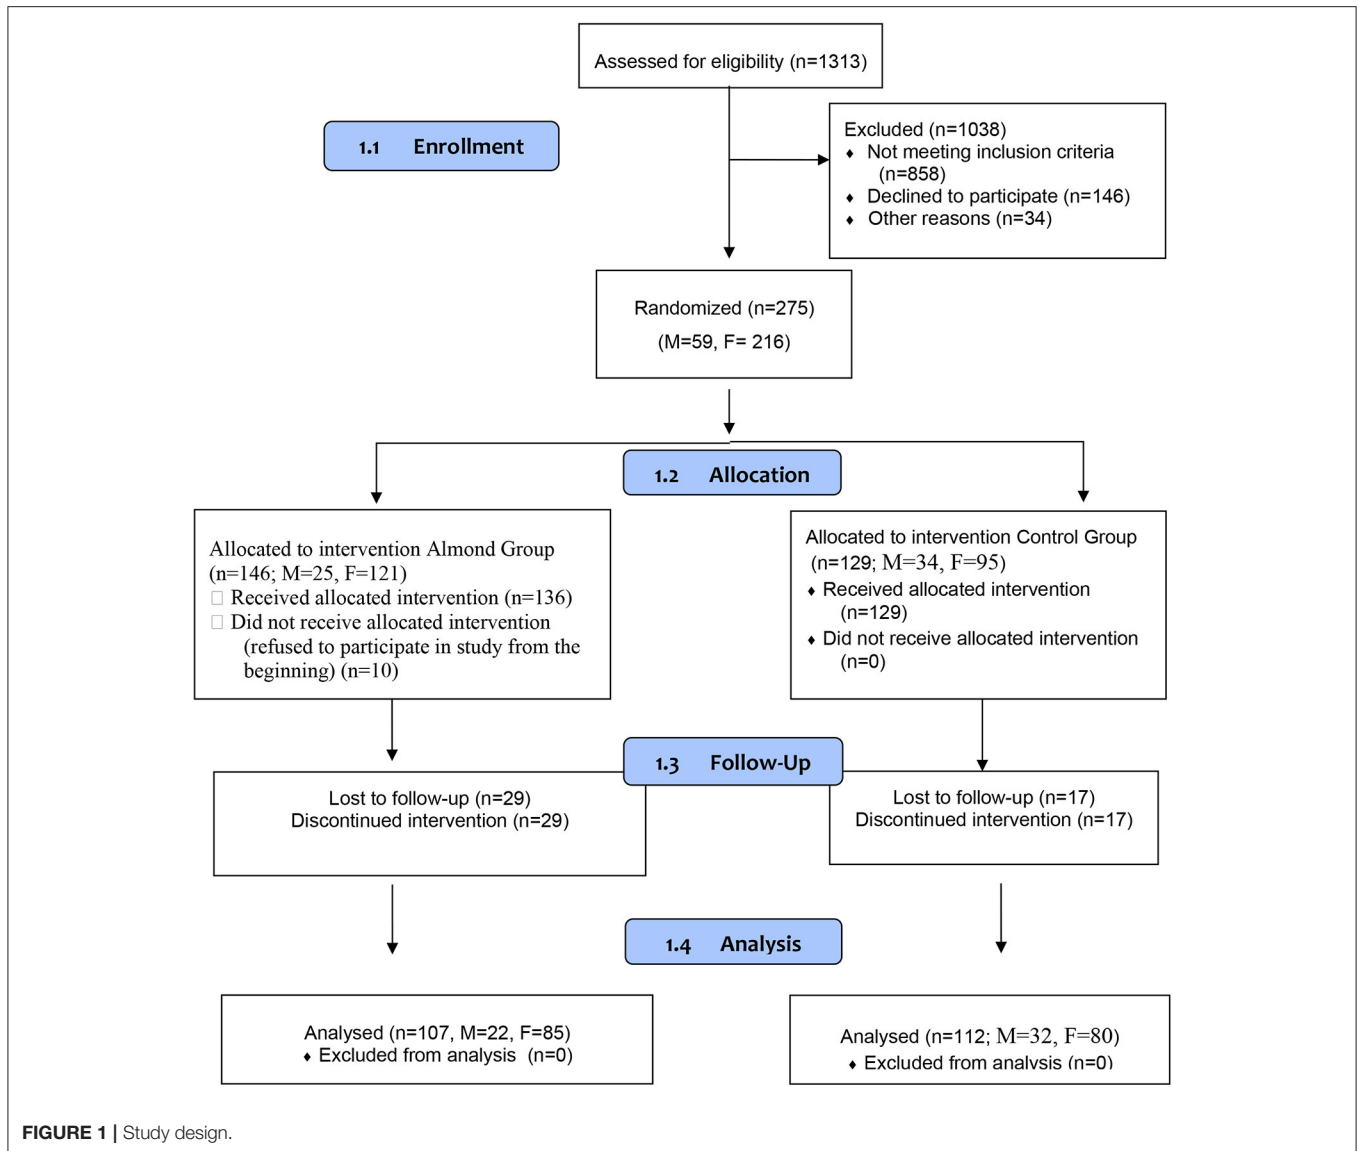 Assessed for eligibility (n=1313)
1.1 Enrollment
Excluded (n=1038)
♦ Not meeting inclusion criteria
(n=858)
♦ Declined to participate (n=146)
♦ Other reasons (n=34)
Randomized (n=275)
(M=59, F= 216)
1.2 Allocation
Allocated to intervention Almond Group
(n=146; M=25, F=121)
□ Received allocated intervention (n=136)
□ Did not receive allocated intervention
(refused to participate in study from the
beginning) (n=10)
Allocated to intervention Control Group
(n=129; M=34, F=95)
♦ Received allocated intervention
(n=129)
♦ Did not receive allocated intervention
(n=0)
1.3 Follow-Up
Lost to follow-up (n=29)
Discontinued intervention (n=29)
Lost to follow-up (n=17)
Discontinued intervention (n=17)
1.4 Analysis
Analysed (n=107, M=22, F=85)
♦ Excluded from analysis (n=0)
Analysed (n=112; M=32, F=80)
♦ Excluded from analysis (n=0)
FIGURE 1 | Study design.